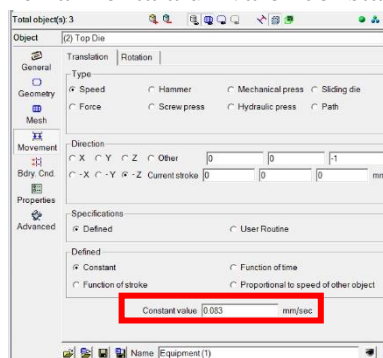 Total object(s): 3
Object (2) Top Die
General
Geometry
Mesh
Movement
Bdry. Cnd.
Properties
Advanced
Translation Rotation
Type
Speed Hammer Mechanical press Sliding die
Force Screw press Hydraulic press Path
Direction
X Y Z Other 0 0 -1
-X -Y -Z Current stroke 0 0 0 mm
Specifications
Defined User Routine
Defined
Constant Function of time
Function of stroke Proportional to speed of other object
Constant value 0.083 mm/sec
Name Equipment (1)